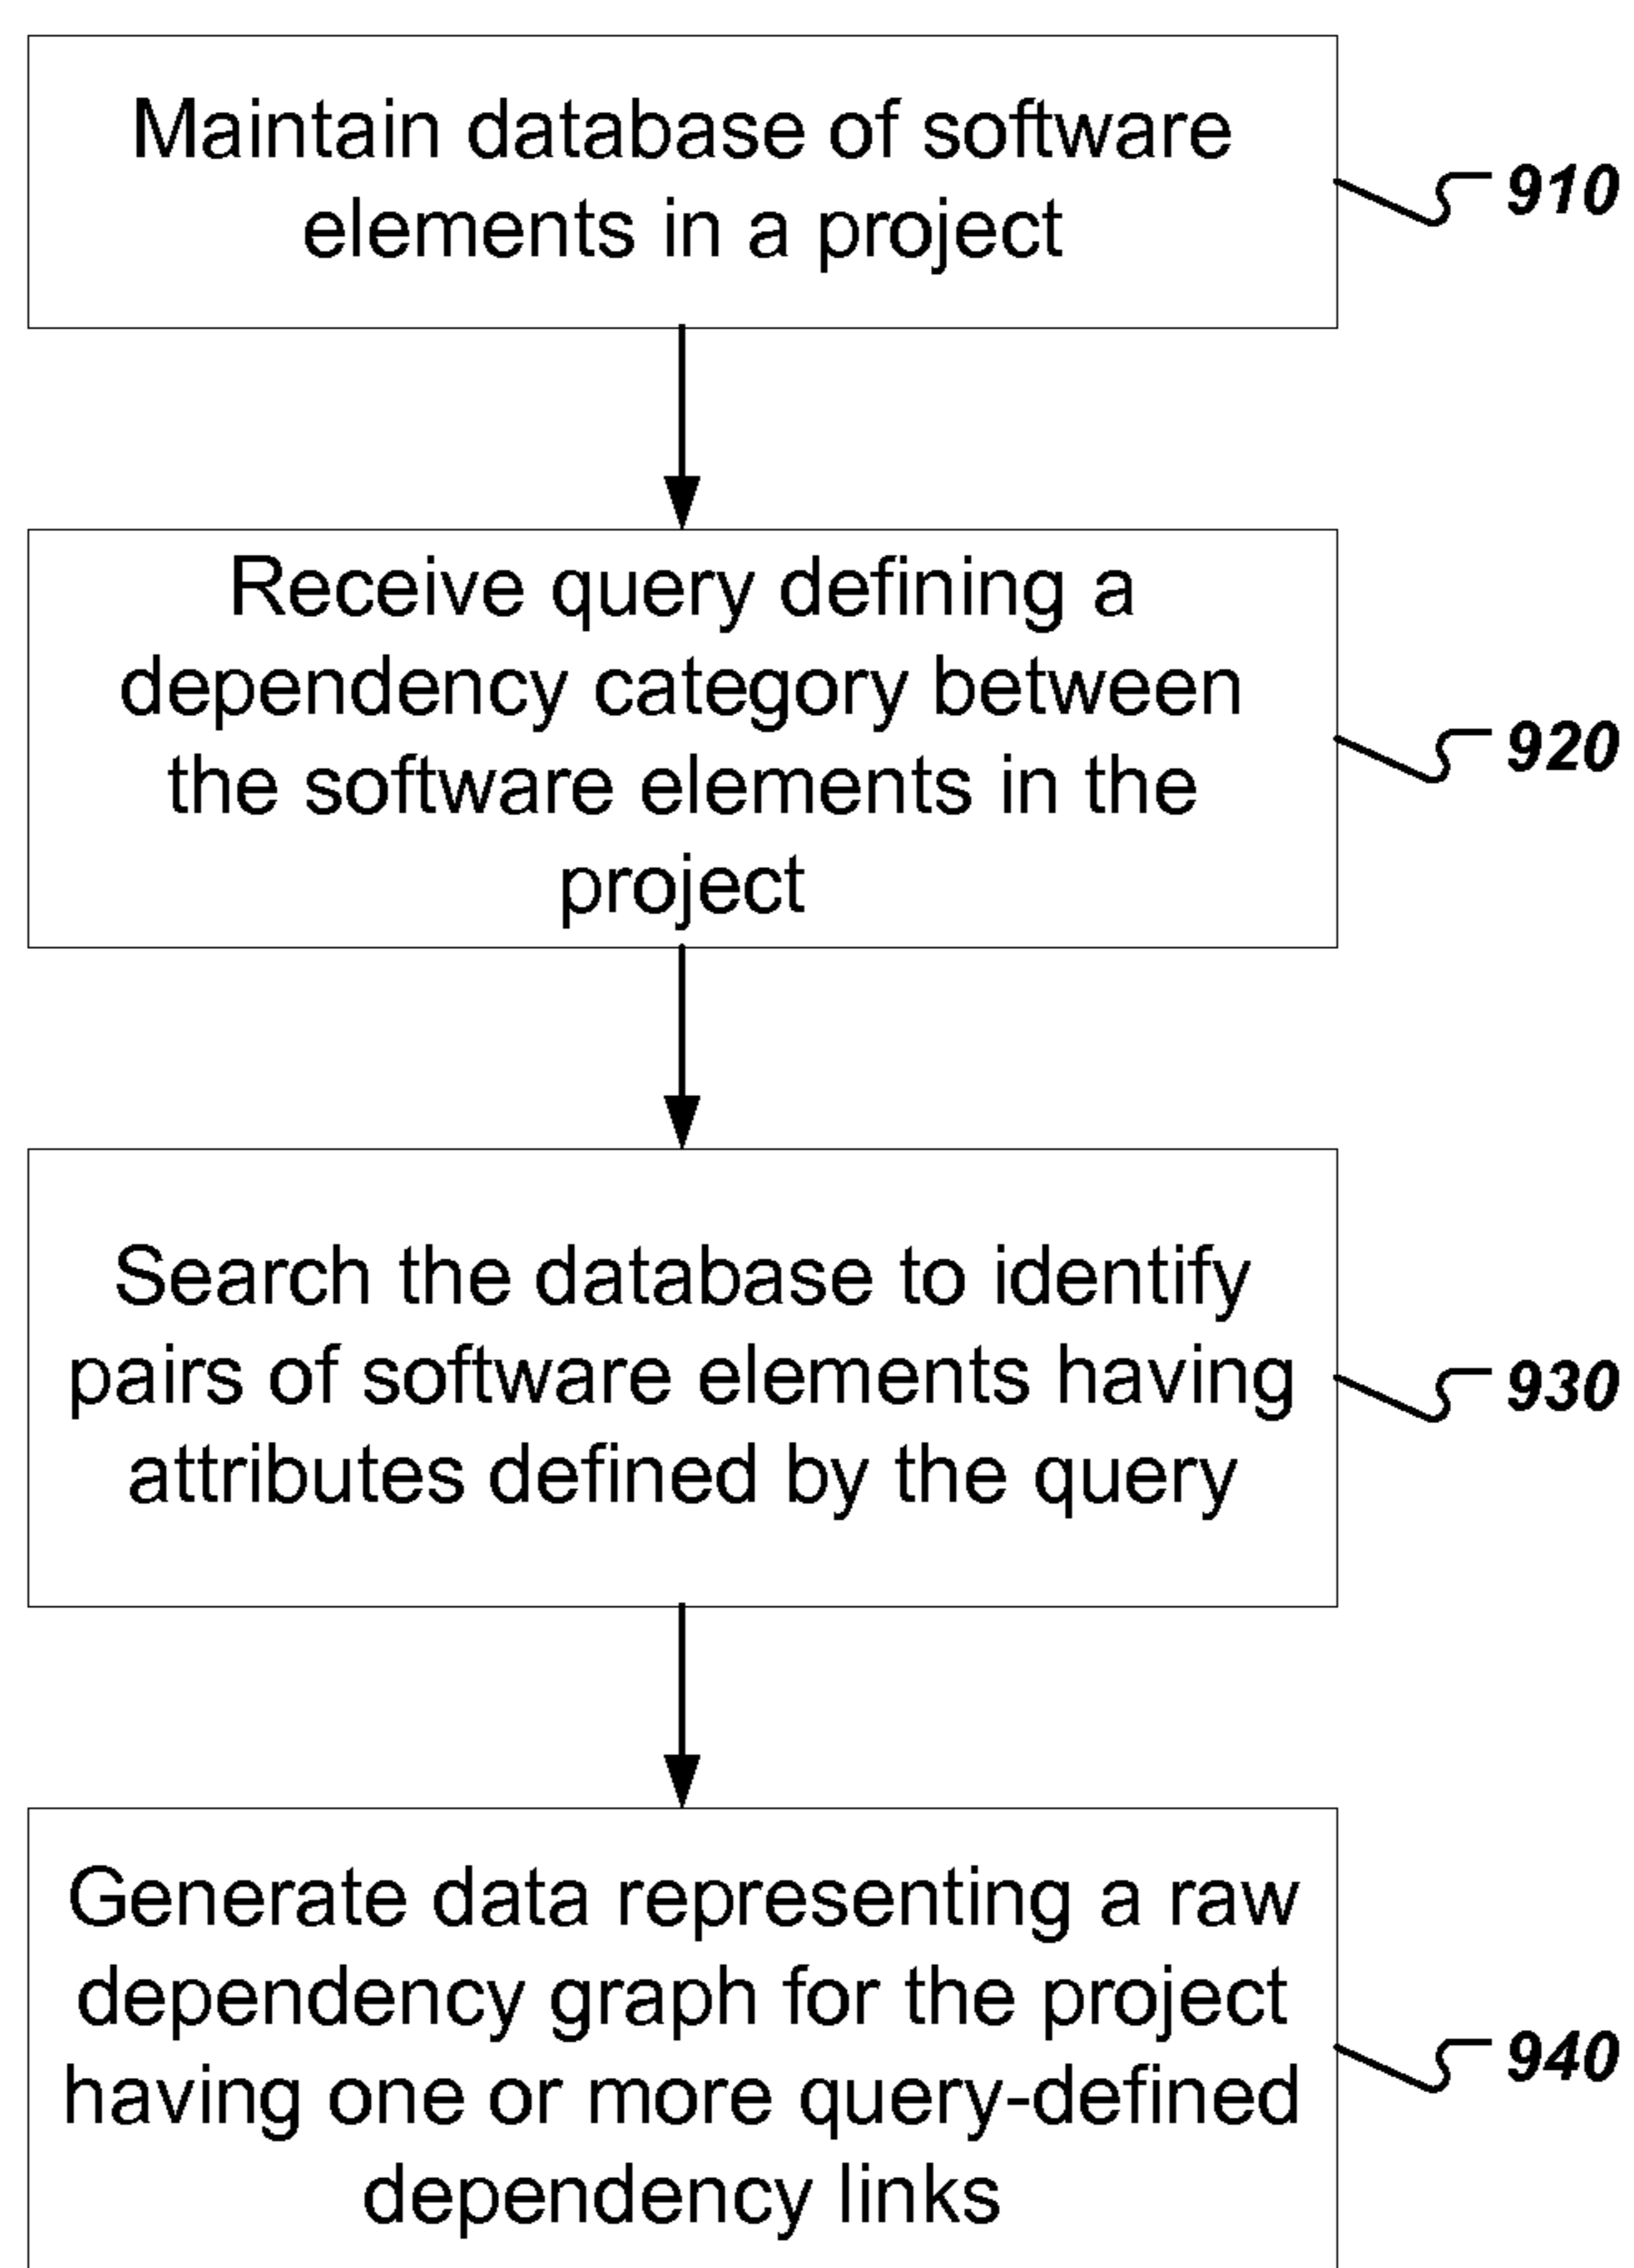 Maintain database of software
elements in a project
910
Receive query defining a
dependency category between
the software elements in the
project
920
Search the database to identify
pairs of software elements having
attributes defined by the query
930
Generate data representing a raw
dependency graph for the project
having one or more query-defined
dependency links
940